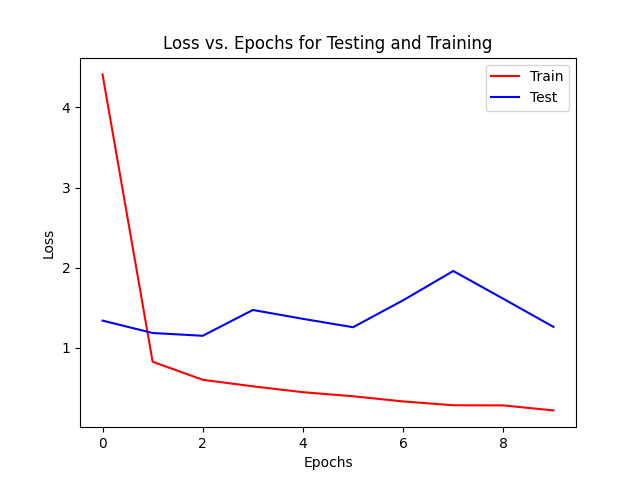 Loss vs. Epochs for Testing and Training
Train
Test
Loss
4
3
2
1
0 2 4 6 8
Epochs